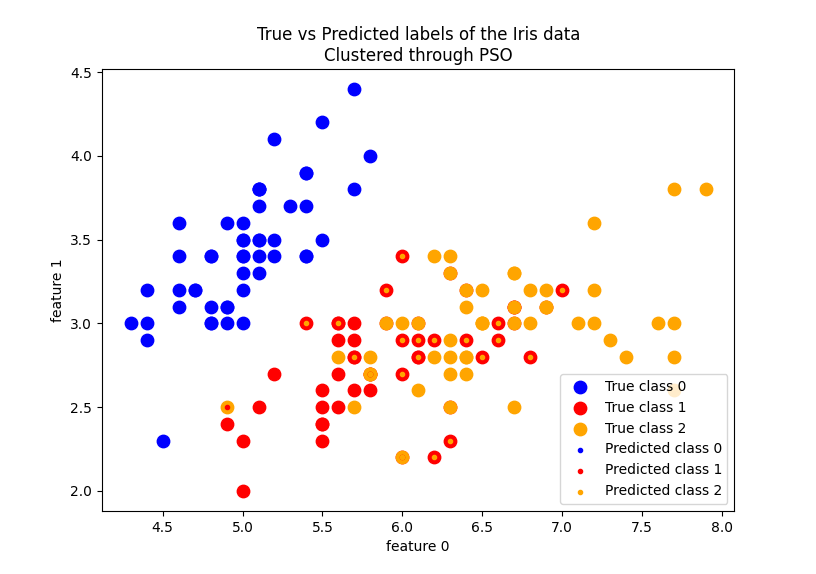 True vs Predicted labels of the Iris data
Clustered through PSO
4.5
4.0
3.5
3.0
2.5
2.0
feature 1
True class 0
True class 1
True class 2
Predicted class 0
Predicted class 1
Predicted class 2
4.5 5.0 5.5 6.0 6.5 7.0 7.5 8.0
feature 0